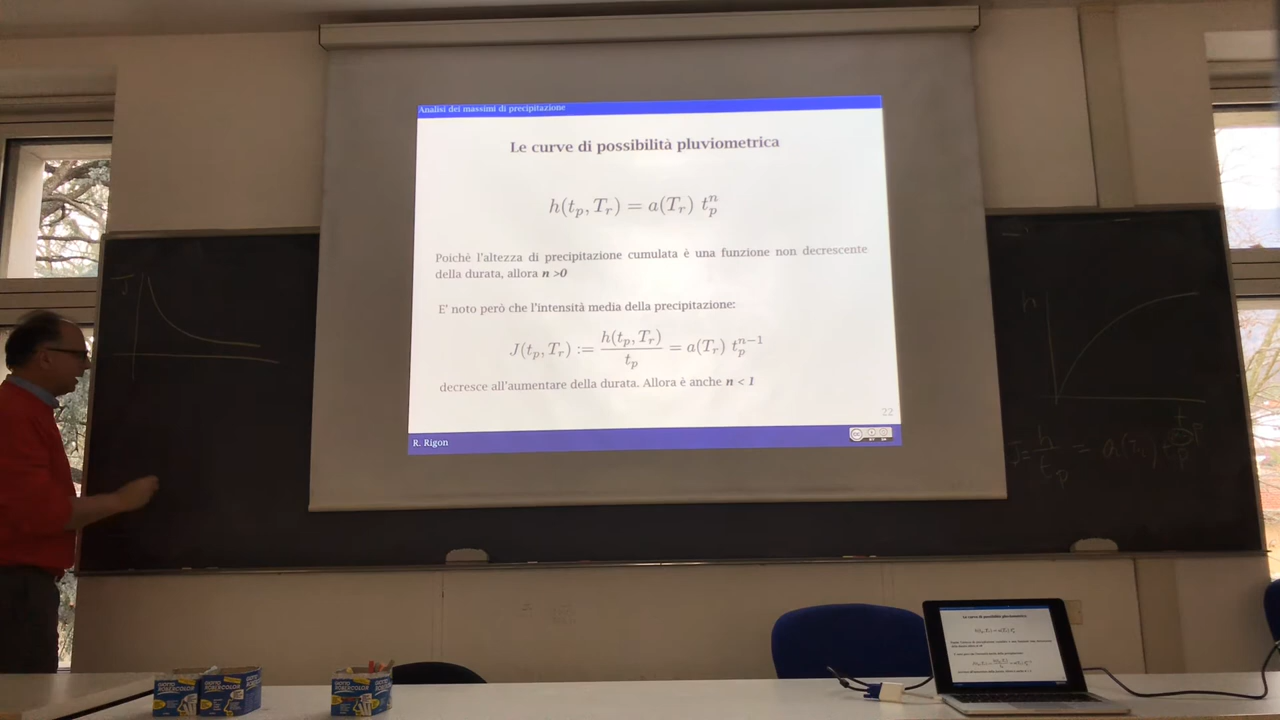 Analisi dei massimi di precipitazione
Le curve di possibilità pluviometrica
h(t_p, T_r) = a(T_r) t_p^n
Poichè l'altezza di precipitazione cumulata è una funzione non decrescente
della durata, allora n >0
E' noto però che l'intensità media della precipitazione:
J(t_p, T_r) := h(t_p, T_r) / t_p = a(T_r) t_p^{n-1}
decresce all'aumentare della durata. Allora è anche n < 1
22
R. Rigon
cc
J
h